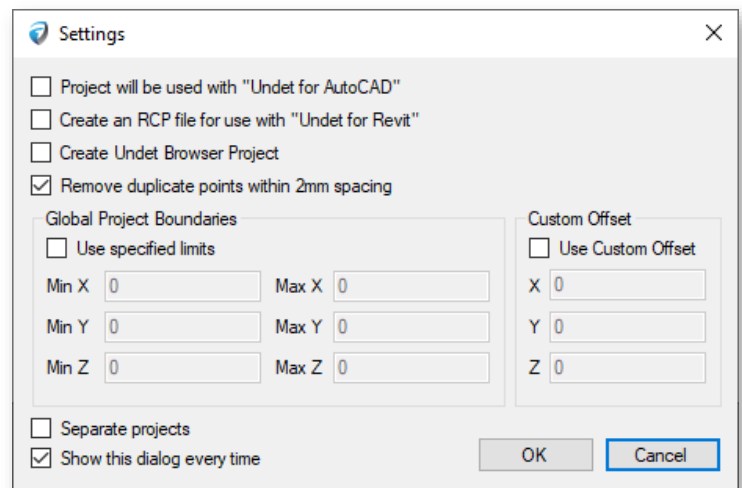 Settings
Project will be used with "Undet for AutoCAD"
Create an RCP file for use with "Undet for Revit"
Create Undet Browser Project
Remove duplicate points within 2mm spacing
Global Project Boundaries
Use specified limits
Min X 0 Max X 0
Min Y 0 Max Y 0
Min Z 0 Max Z 0
Custom Offset
Use Custom Offset
X 0
Y 0
Z 0
Separate projects
Show this dialog every time
OK Cancel